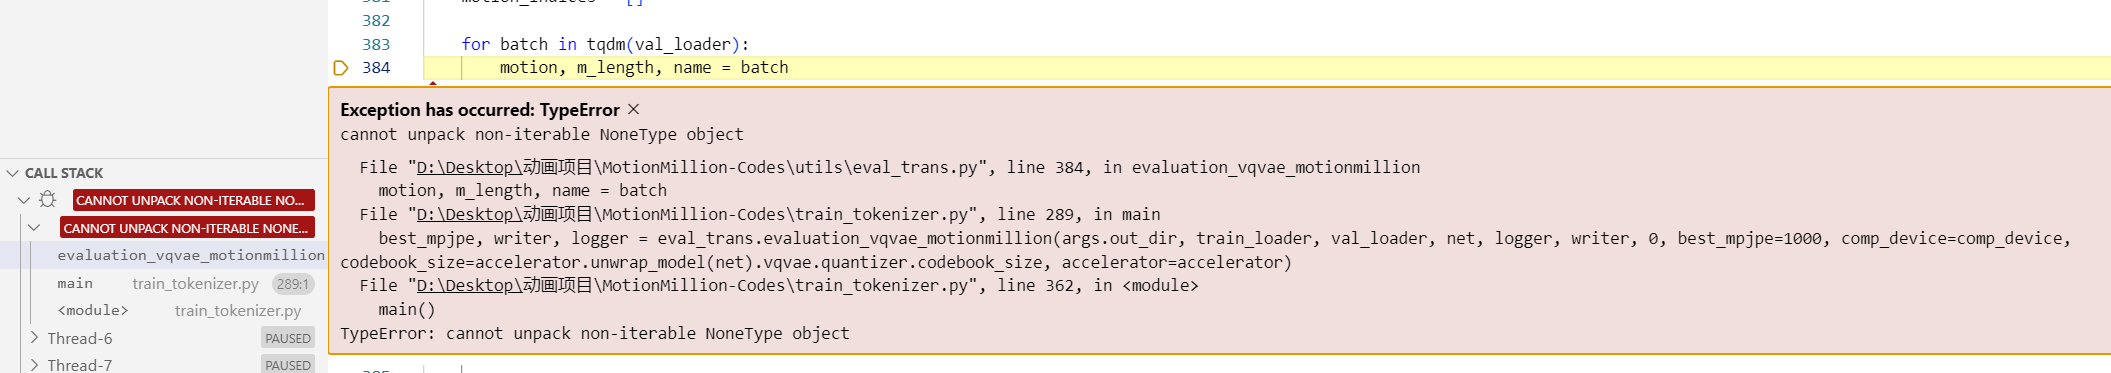 382
383 for batch in tqdm(val_loader):
384 motion, m_length, name = batch
Exception has occurred: TypeError ×
cannot unpack non-iterable NoneType object
File "D:\Desktop\动画项目\MotionMillion-Codes\utils\eval_trans.py", line 384, in evaluation_vqvae_motionmillion
motion, m_length, name = batch
File "D:\Desktop\动画项目\MotionMillion-Codes\train_tokenizer.py", line 289, in main
best_mpjpe, writer, logger = eval_trans.evaluation_vqvae_motionmillion(args.out_dir, train_loader, val_loader, net, logger, writer, 0, best_mpjpe=1000, comp_device=comp_device,
codebook_size=accelerator.unwrap_model(net).vqvae.quantizer.codebook_size, accelerator=accelerator)
File "D:\Desktop\动画项目\MotionMillion-Codes\train_tokenizer.py", line 362, in <module>
main()
TypeError: cannot unpack non-iterable NoneType object
CALL STACK
CANNOT UNPACK NON-ITERABLE NO...
CANNOT UNPACK NON-ITERABLE NONE...
evaluation_vqvae_motionmillion
main train_tokenizer.py 289:1
<module> train_tokenizer.py
Thread-6 PAUSED
Thread-7 PAUSED